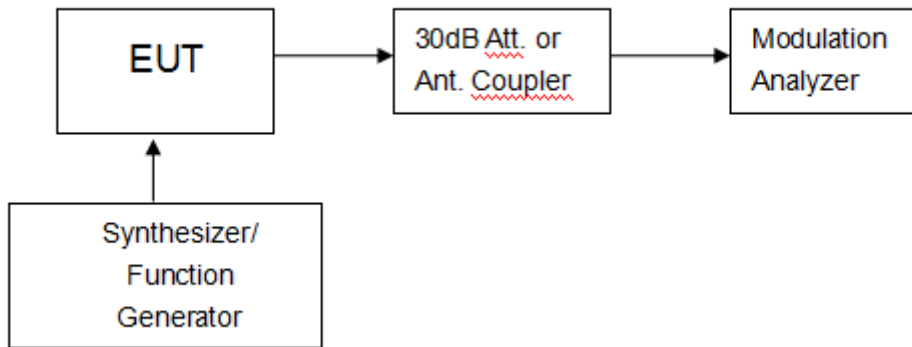 EUT
30dB Att. or
Ant. Coupler
Modulation
Analyzer
Synthesizer/
Function
Generator